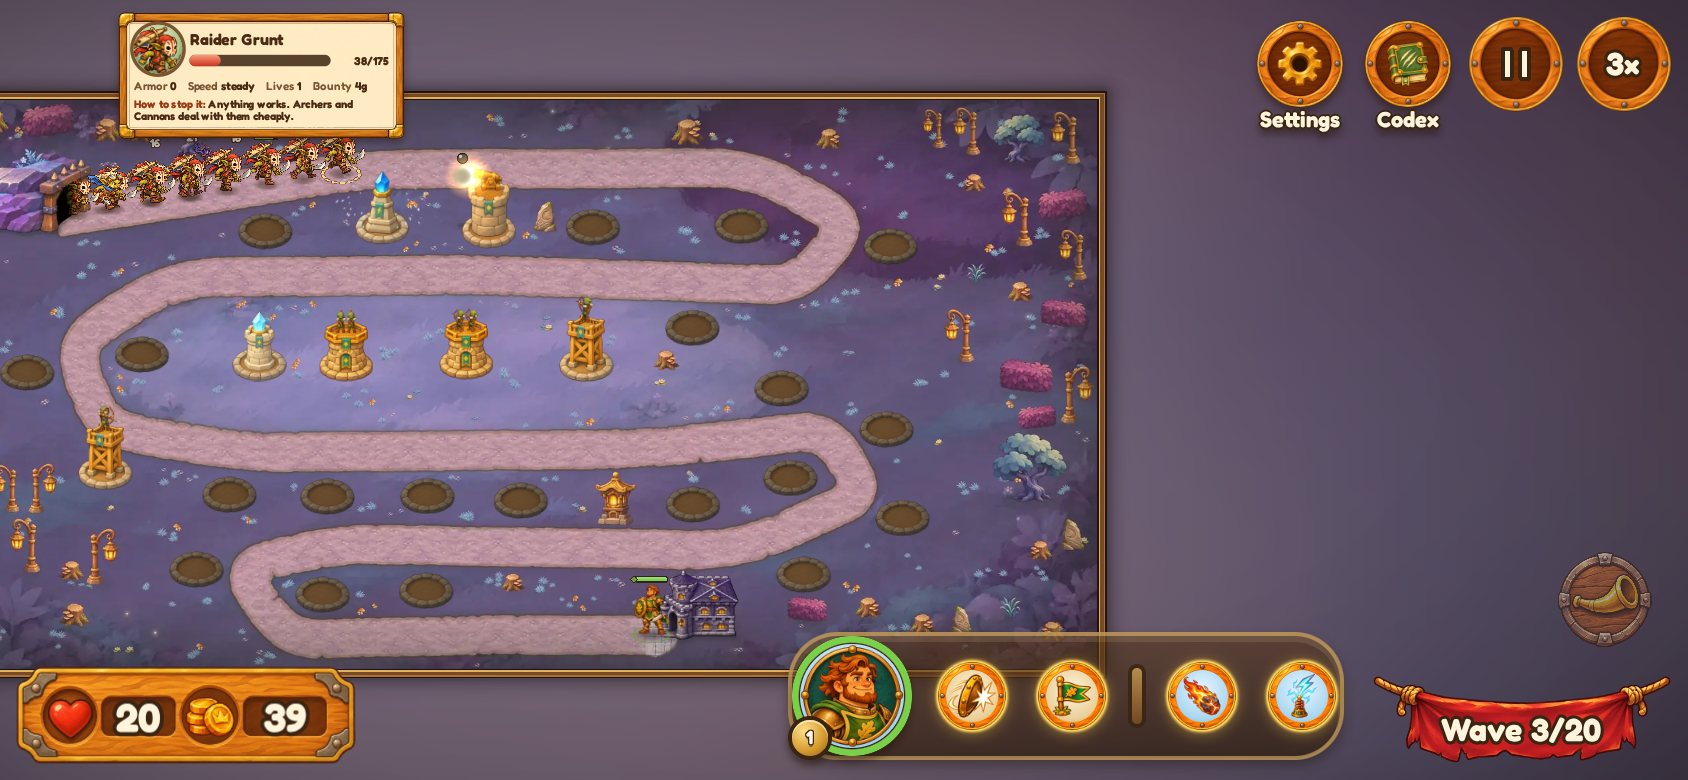 Raider Grunt
38/175
Armor 0 Speed steady Lives 1 Bounty 4g
How to stop it: Anything works. Archers and
Cannons deal with them cheaply.
16
3x
Settings
Codex
20
39
1
Wave 3/20